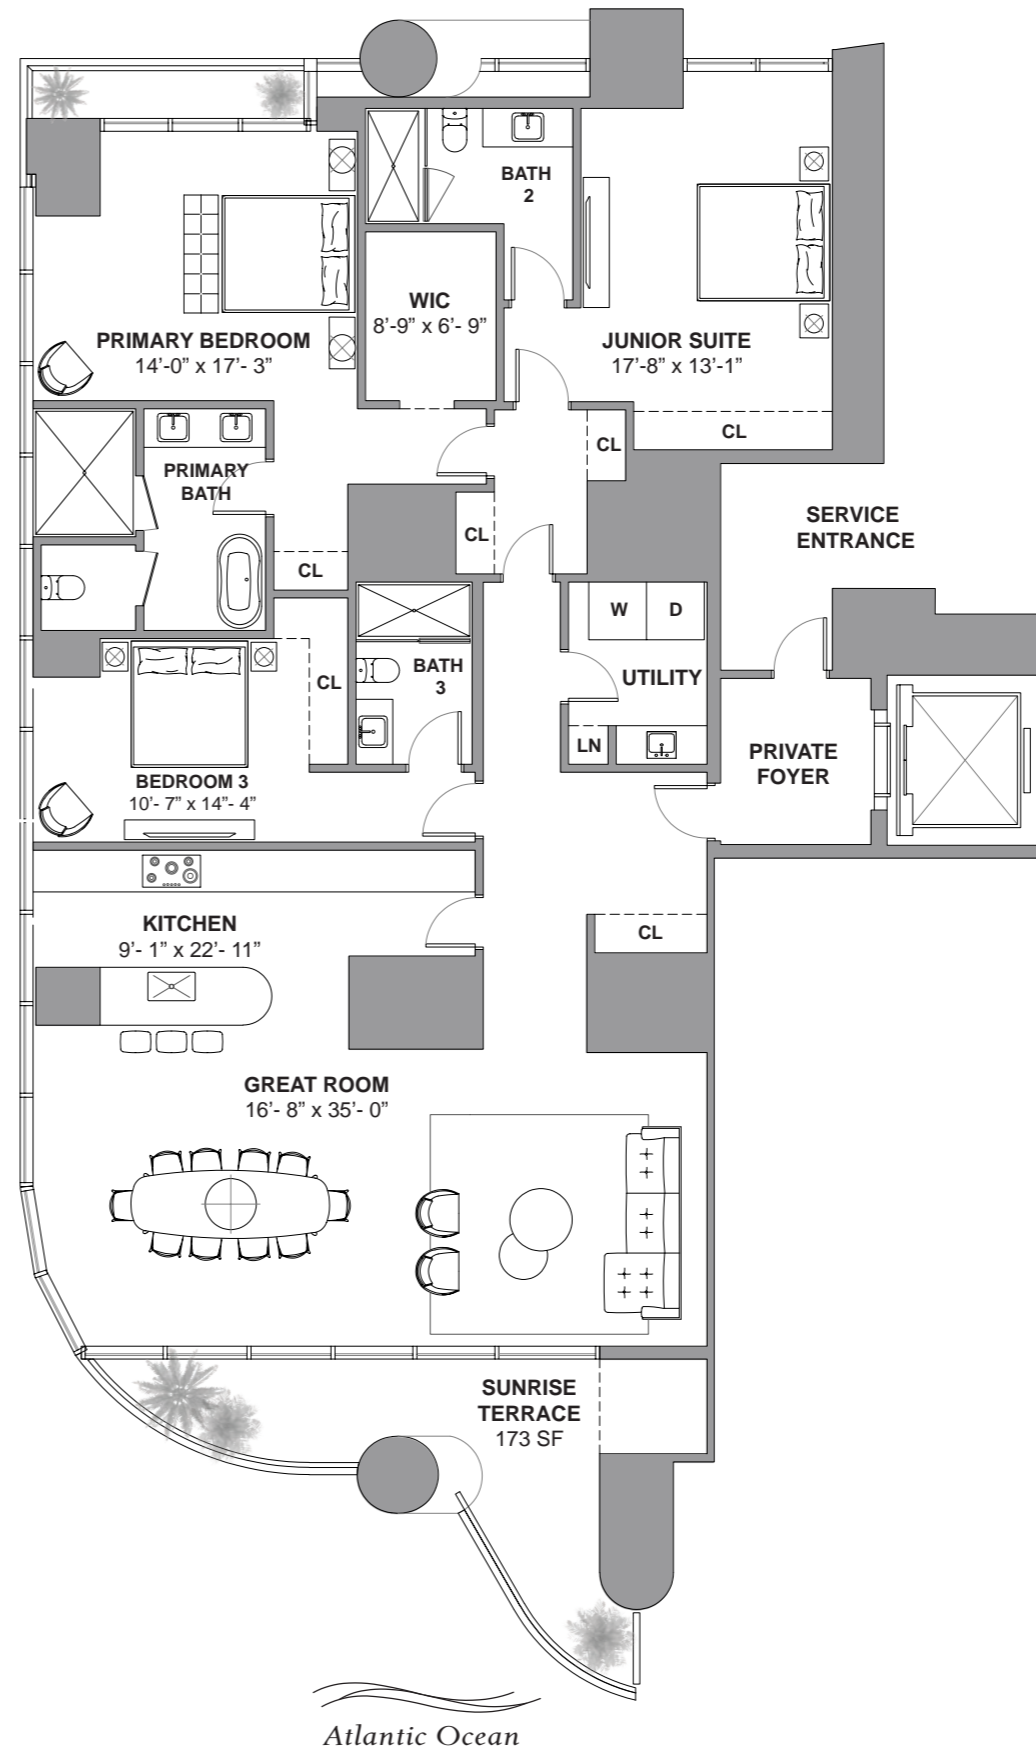 BATH
2
WIC
8’-9” x 6’- 9”
PRIMARY BEDROOM
14’-0” x 17’- 3”
JUNIOR SUITE
17’-8” x 13’-1”
CL
CL
PRIMARY
BATH
SERVICE
ENTRANCE
CL
CL
W
D
BATH
3
UTILITY
CL
LN
PRIVATE
FOYER
BEDROOM 3
10’- 7” x 14”- 4”
KITCHEN
9’- 1” x 22’- 11”
CL
GREAT ROOM
16’- 8” x 35’- 0”
SUNRISE
TERRACE
173 SF
Atlantic Ocean